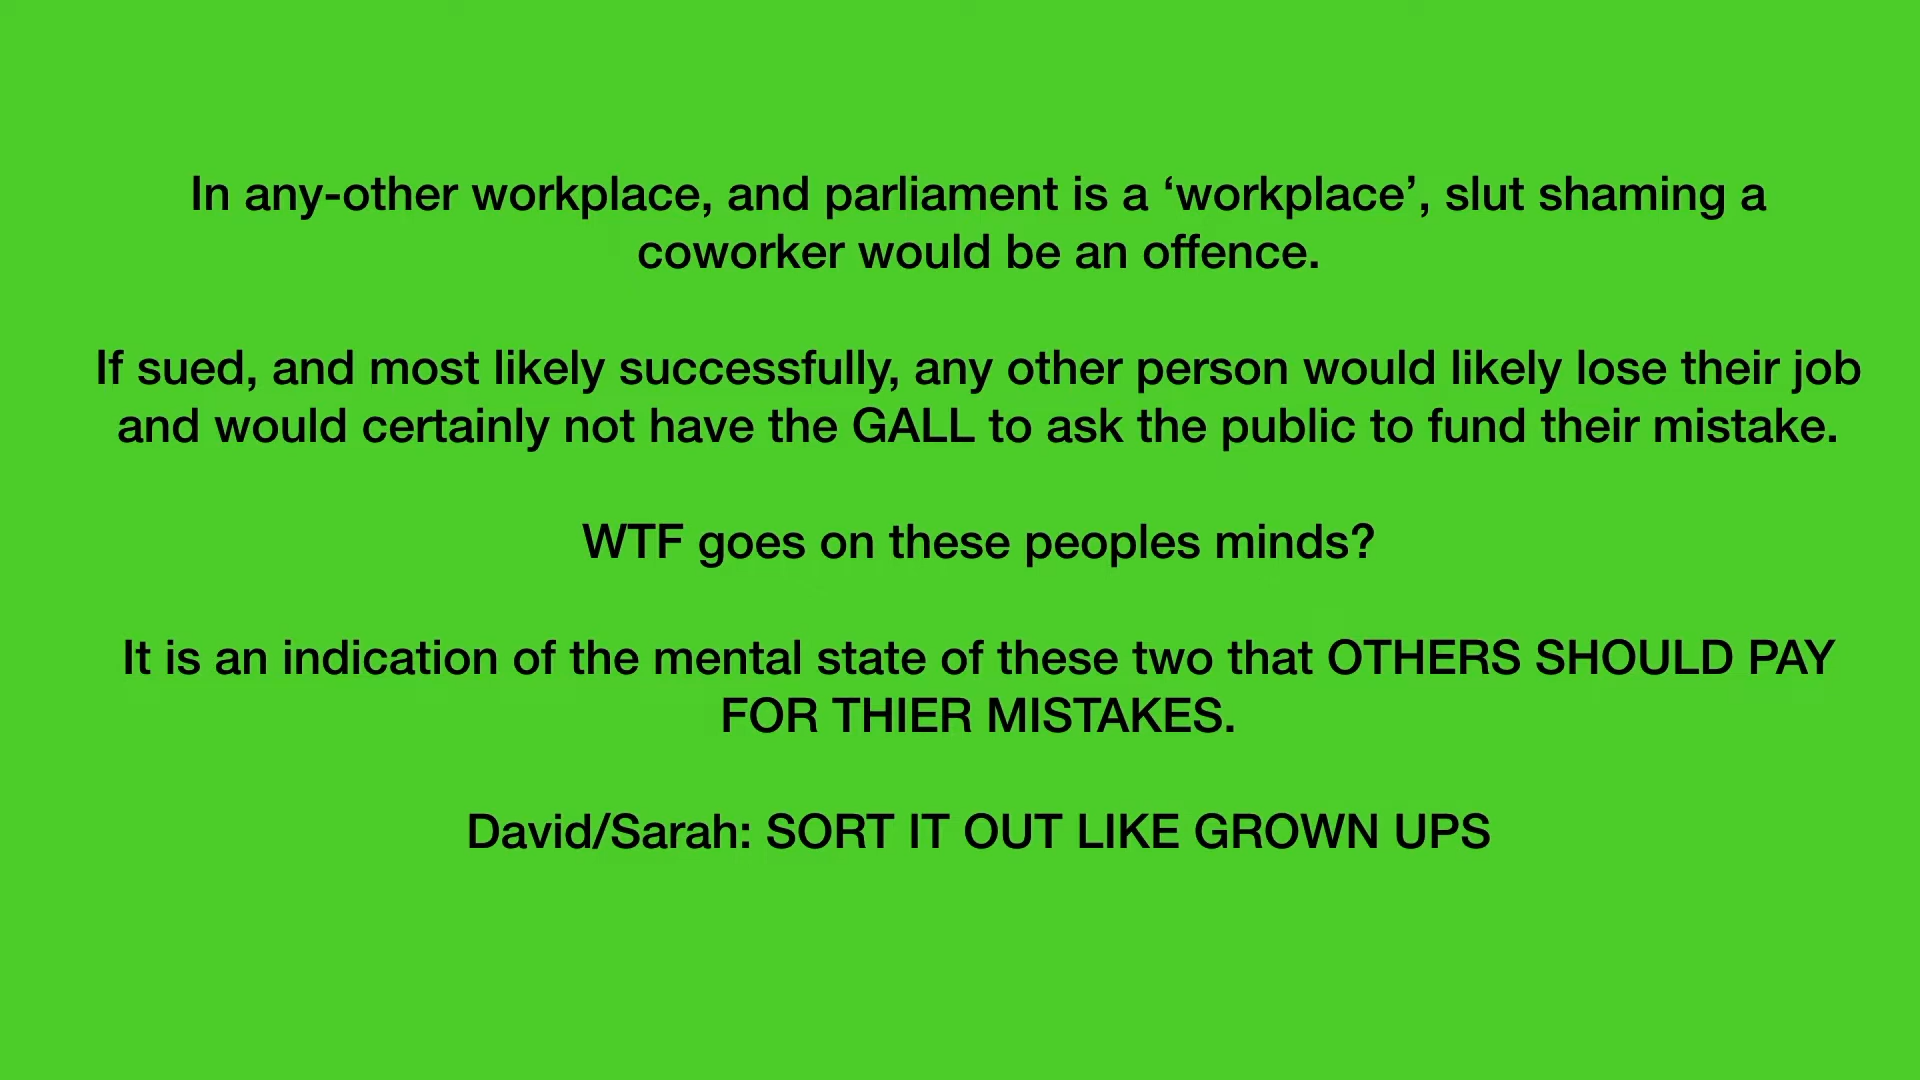 In any-other workplace, and parliament is a ‘workplace’, slut shaming a
coworker would be an offence.
If sued, and most likely successfully, any other person would likely lose their job
and would certainly not have the GALL to ask the public to fund their mistake.
WTF goes on these peoples minds?
It is an indication of the mental state of these two that OTHERS SHOULD PAY
FOR THIER MISTAKES.
David/Sarah: SORT IT OUT LIKE GROWN UPS